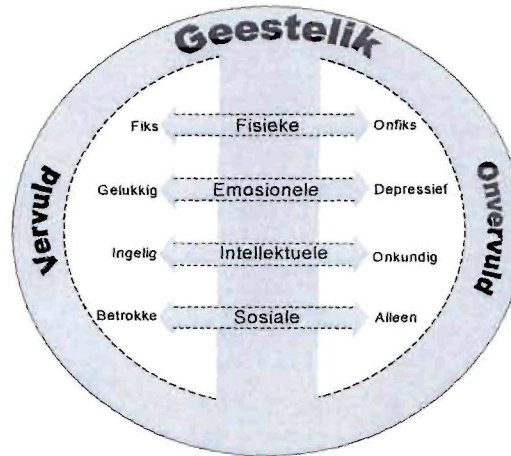 Geestelik
Fiks Fisieke Onfiks
Gelukkig Emosionele Depressief
Ingelig Intellektuele Onkundig
Betrokke Sosiale Alleen
Vervuld
Onvervuld